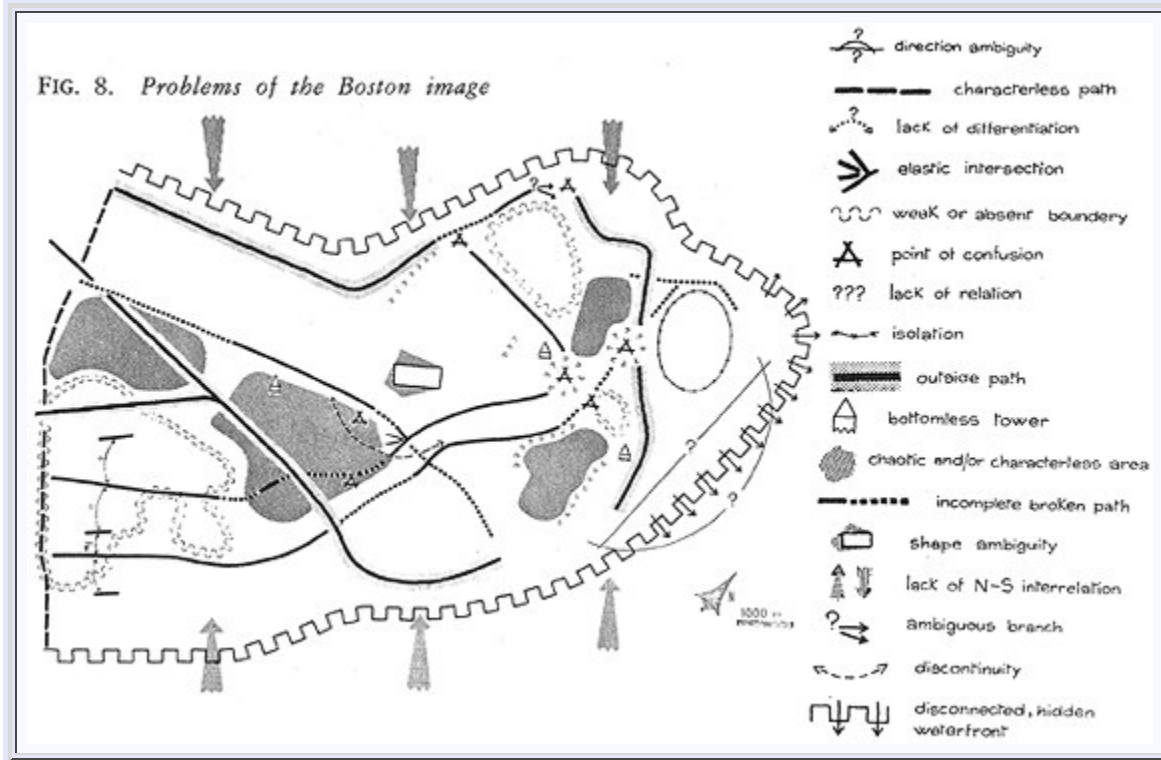 FIG. 8. Problems of the Boston image
? ? direction ambiguity
characterless path
? lack of differentiation
elastic intersection
weak or absent boundery
point of confusion
??? lack of relation
isolation
outside path
bottomless tower
chaotic and/or characterless area
incomplete broken path
shape ambiguity
lack of N-S interrelation
? ambiguous branch
discontinuity
disconnected, hidden
waterfront
?
?
?
?
1000